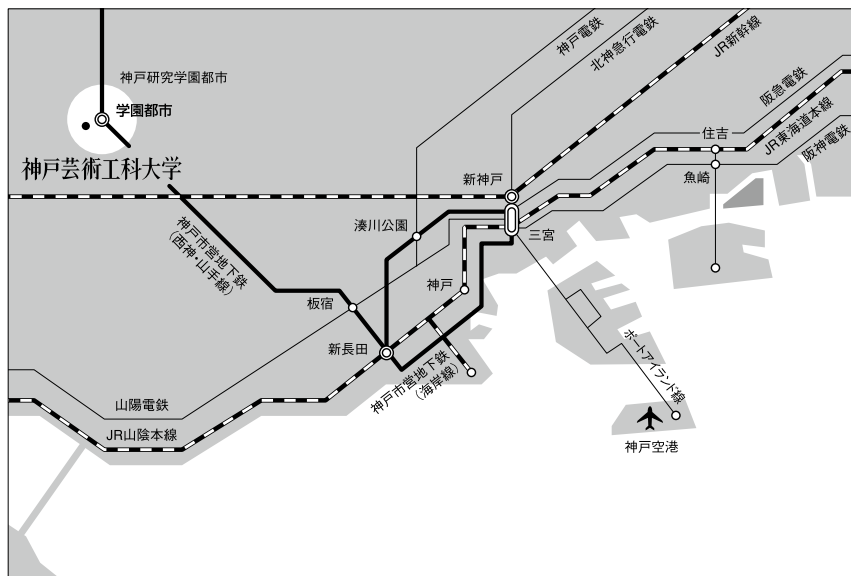 神戸電鉄
北神急行電鉄
JR新幹線
阪急電鉄
JR東海道本線
阪神電鉄
神戸研究学園都市
学園都市
神戸芸術工科大学
住吉
魚崎
新神戸
三宮
湊川公園
神戸市営地下鉄
(西神・山手線)
神戸
板宿
新長田
神戸市営地下鉄
(海岸線)
ポートアイランド線
山陽電鉄
JR山陰本線
神戸空港